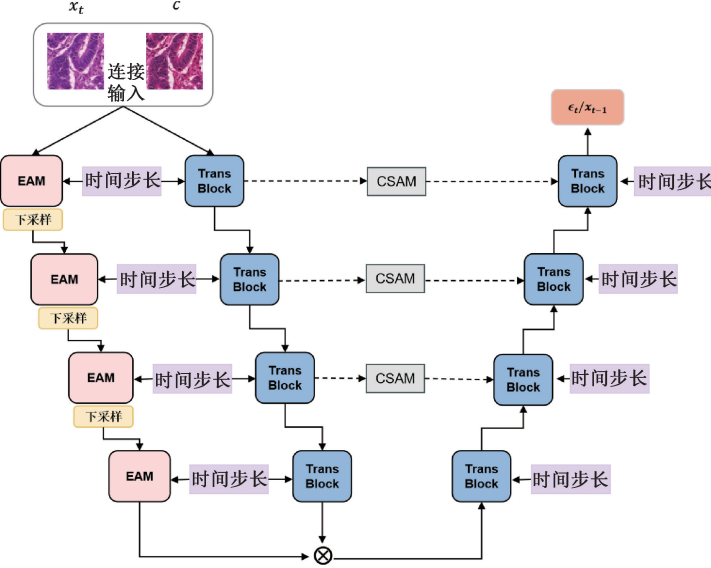 x_t
c
连接
输入
ϵ_t/x_{t−1}
EAM
时间步长
Trans
Block
CSAM
Trans
Block
时间步长
下采样
EAM
时间步长
Trans
Block
CSAM
Trans
Block
时间步长
下采样
EAM
时间步长
Trans
Block
CSAM
Trans
Block
时间步长
下采样
EAM
时间步长
Trans
Block
Trans
Block
时间步长